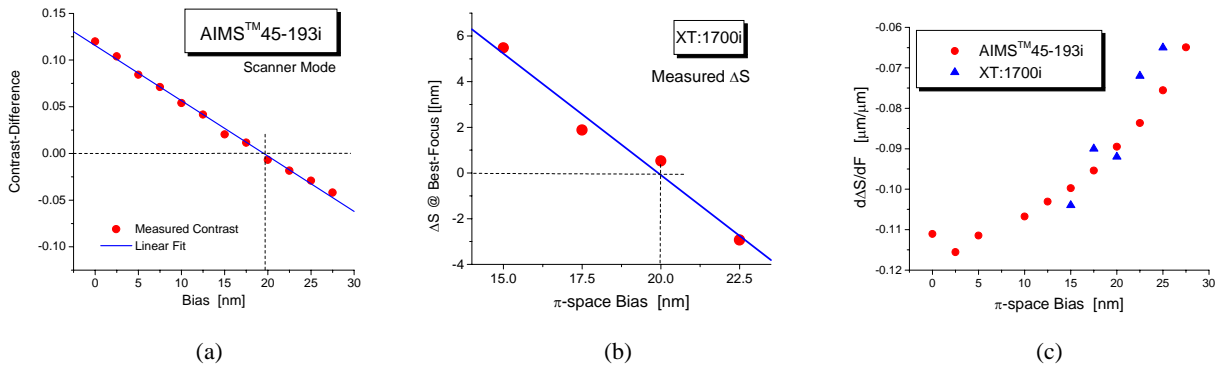 AIMS™45-193i
Scanner Mode
Contrast-Difference
0.15
0.10
0.05
0.00
-0.05
-0.10
Measured Contrast
Linear Fit
0 5 10 15 20 25 30
Bias [nm]
(a)
XT:1700i
Measured ΔS
ΔS @ Best-Focus [[nm]
6
4
2
0
-2
-4
15.0 17.5 20.0 22.5
π-space Bias [nm]
(b)
AIMS™45-193i
XT:1700i
dΔS/dF [μm/μm]
-0.06
-0.07
-0.08
-0.09
-0.10
-0.11
-0.12
0 5 10 15 20 25 30
π-space Bias [nm]
(c)